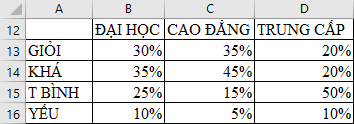 A B C D
12 ĐẠI HỌC CAO ĐẲNG TRUNG CẤP
13 GIỎI 30% 35% 20%
14 KHÁ 35% 45% 20%
15 T BÌNH 25% 15% 50%
16 YẾU 10% 5% 10%